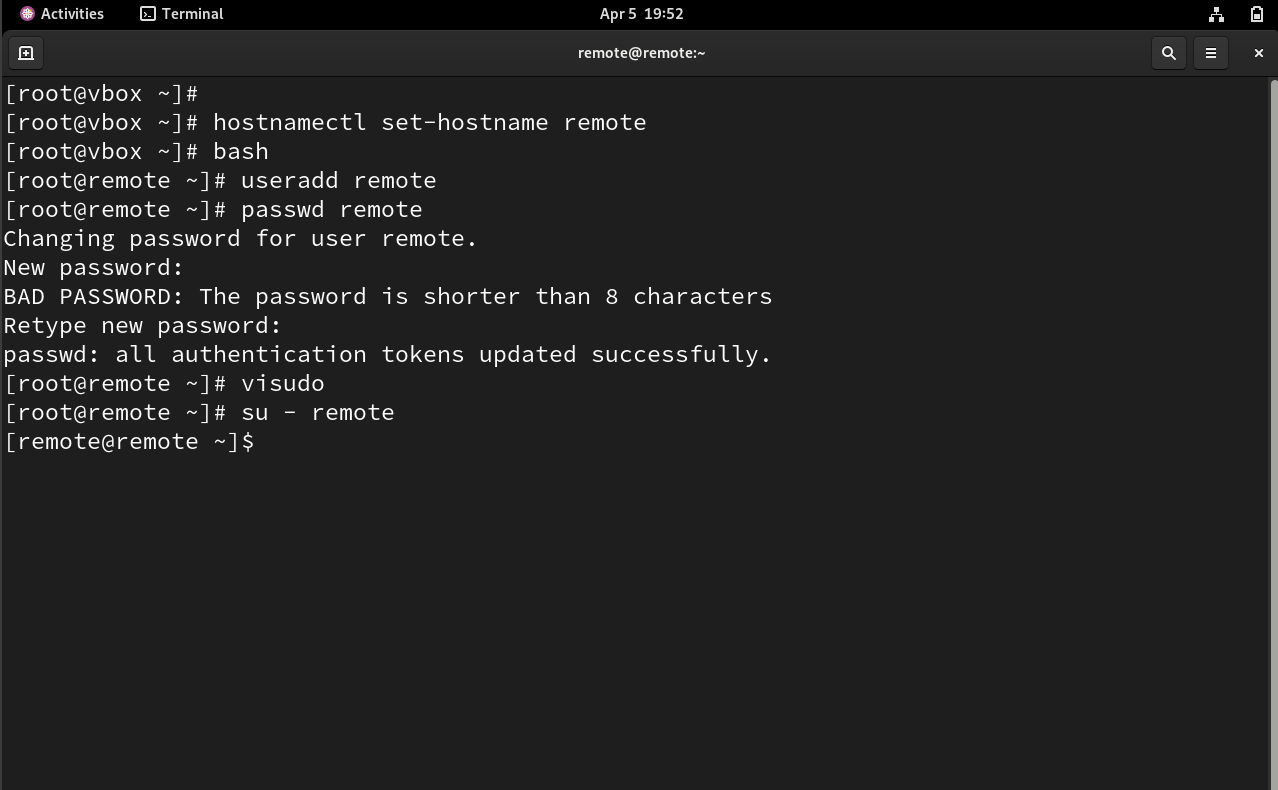 Activities Terminal Apr 5 19:52
remote@remote:~
[root@vbox ~]#
[root@vbox ~]# hostnamectl set-hostname remote
[root@vbox ~]# bash
[root@remote ~]# useradd remote
[root@remote ~]# passwd remote
Changing password for user remote.
New password:
BAD PASSWORD: The password is shorter than 8 characters
Retype new password:
passwd: all authentication tokens updated successfully.
[root@remote ~]# visudo
[root@remote ~]# su - remote
[remote@remote ~]$